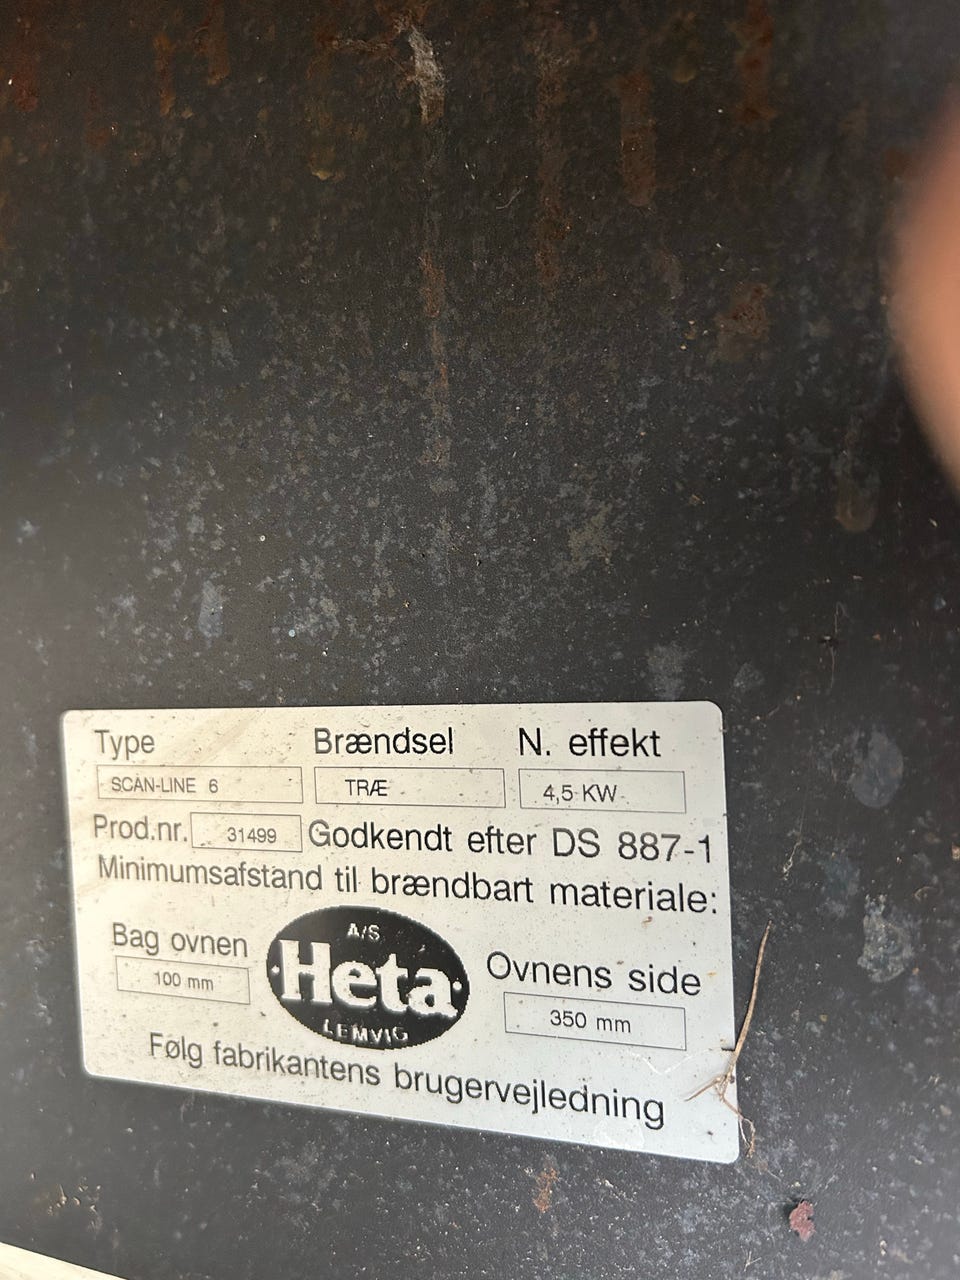 Type Brændsel N. effekt
SCAN-LINE 6 TRÆ 4,5 KW
Prod.nr. 31499 Godkendt efter DS 887-1
Minimumsafstand til brændbart materiale:
Bag ovnen A/S Ovnens side
100 mm Heta 350 mm
LEMVIG
Følg fabrikantens brugervejledning